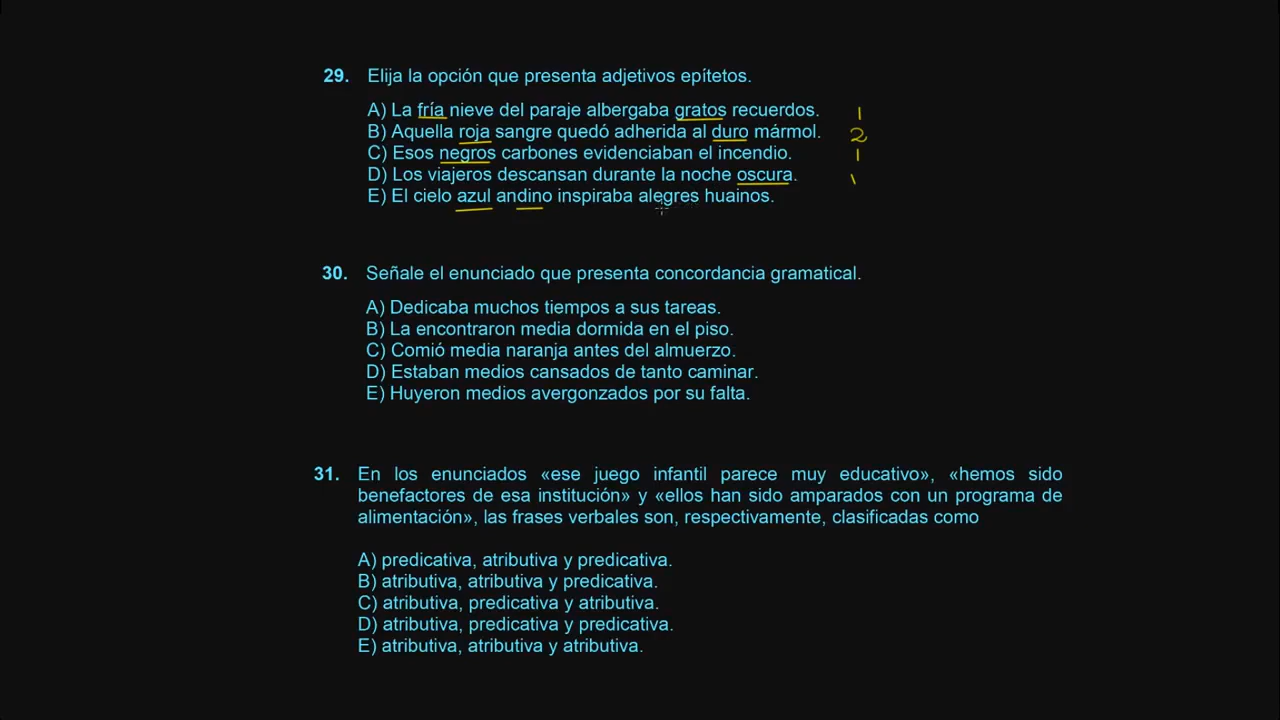 29. Elija la opción que presenta adjetivos epítetos.
A) La fría nieve del paraje albergaba gratos recuerdos. 1
B) Aquella roja sangre quedó adherida al duro mármol. 2
C) Esos negros carbones evidenciaban el incendio. 1
D) Los viajeros descansan durante la noche oscura. \
E) El cielo azul andino inspiraba alegres huainos.
30. Señale el enunciado que presenta concordancia gramatical.
A) Dedicaba muchos tiempos a sus tareas.
B) La encontraron media dormida en el piso.
C) Comió media naranja antes del almuerzo.
D) Estaban medios cansados de tanto caminar.
E) Huyeron medios avergonzados por su falta.
31. En los enunciados «ese juego infantil parece muy educativo», «hemos sido
benefactores de esa institución» y «ellos han sido amparados con un programa de
alimentación», las frases verbales son, respectivamente, clasificadas como
A) predicativa, atributiva y predicativa.
B) atributiva, atributiva y predicativa.
C) atributiva, predicativa y atributiva.
D) atributiva, predicativa y predicativa.
E) atributiva, atributiva y atributiva.